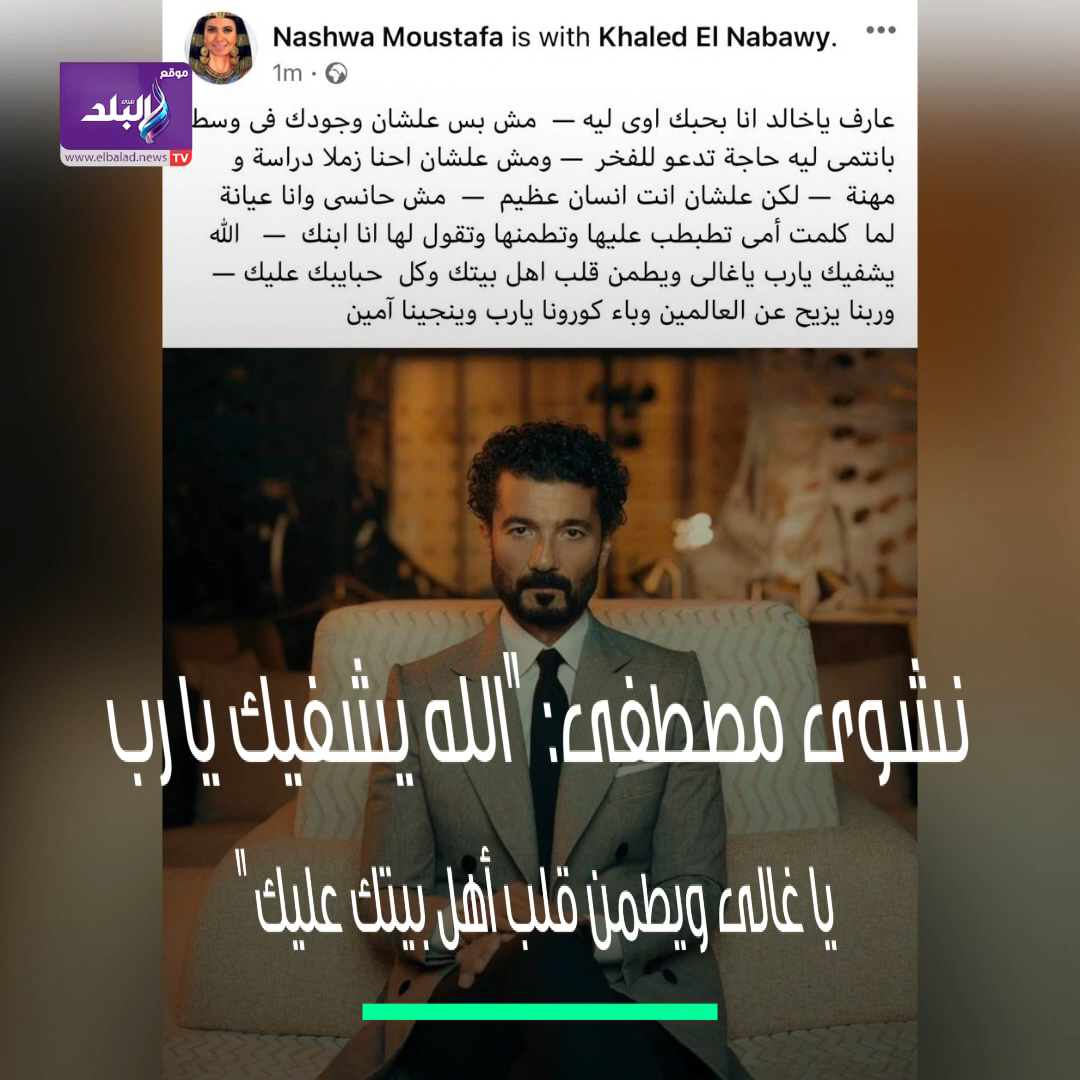 Nashwa Moustafa is with Khaled El Nabawy.
1m
موقع
صدى البلد
www.elbalad.news TV
عارف ياخالد انا بحبك اوى ليه — مش بس علشان وجودك فى وسط
بانتمى ليه حاجة تدعو للفخر — ومش علشان احنا زملا دراسة و
مهنة — لكن علشان انت انسان عظيم — مش حانسى وانا عيانة
لما كلمت أمى تطبطب عليها وتطمنها وتقول لها انا ابنك — الله
يشفيك يارب ياغالى ويطمن قلب اهل بيتك وكل حبايبك عليك —
وربنا يزيح عن العالمين وباء كورونا يارب وينجينا آمين
نشوى مصطفى: "الله يشفيك يا رب
يا غالى ويطمن قلب أهل بيتك عليك"